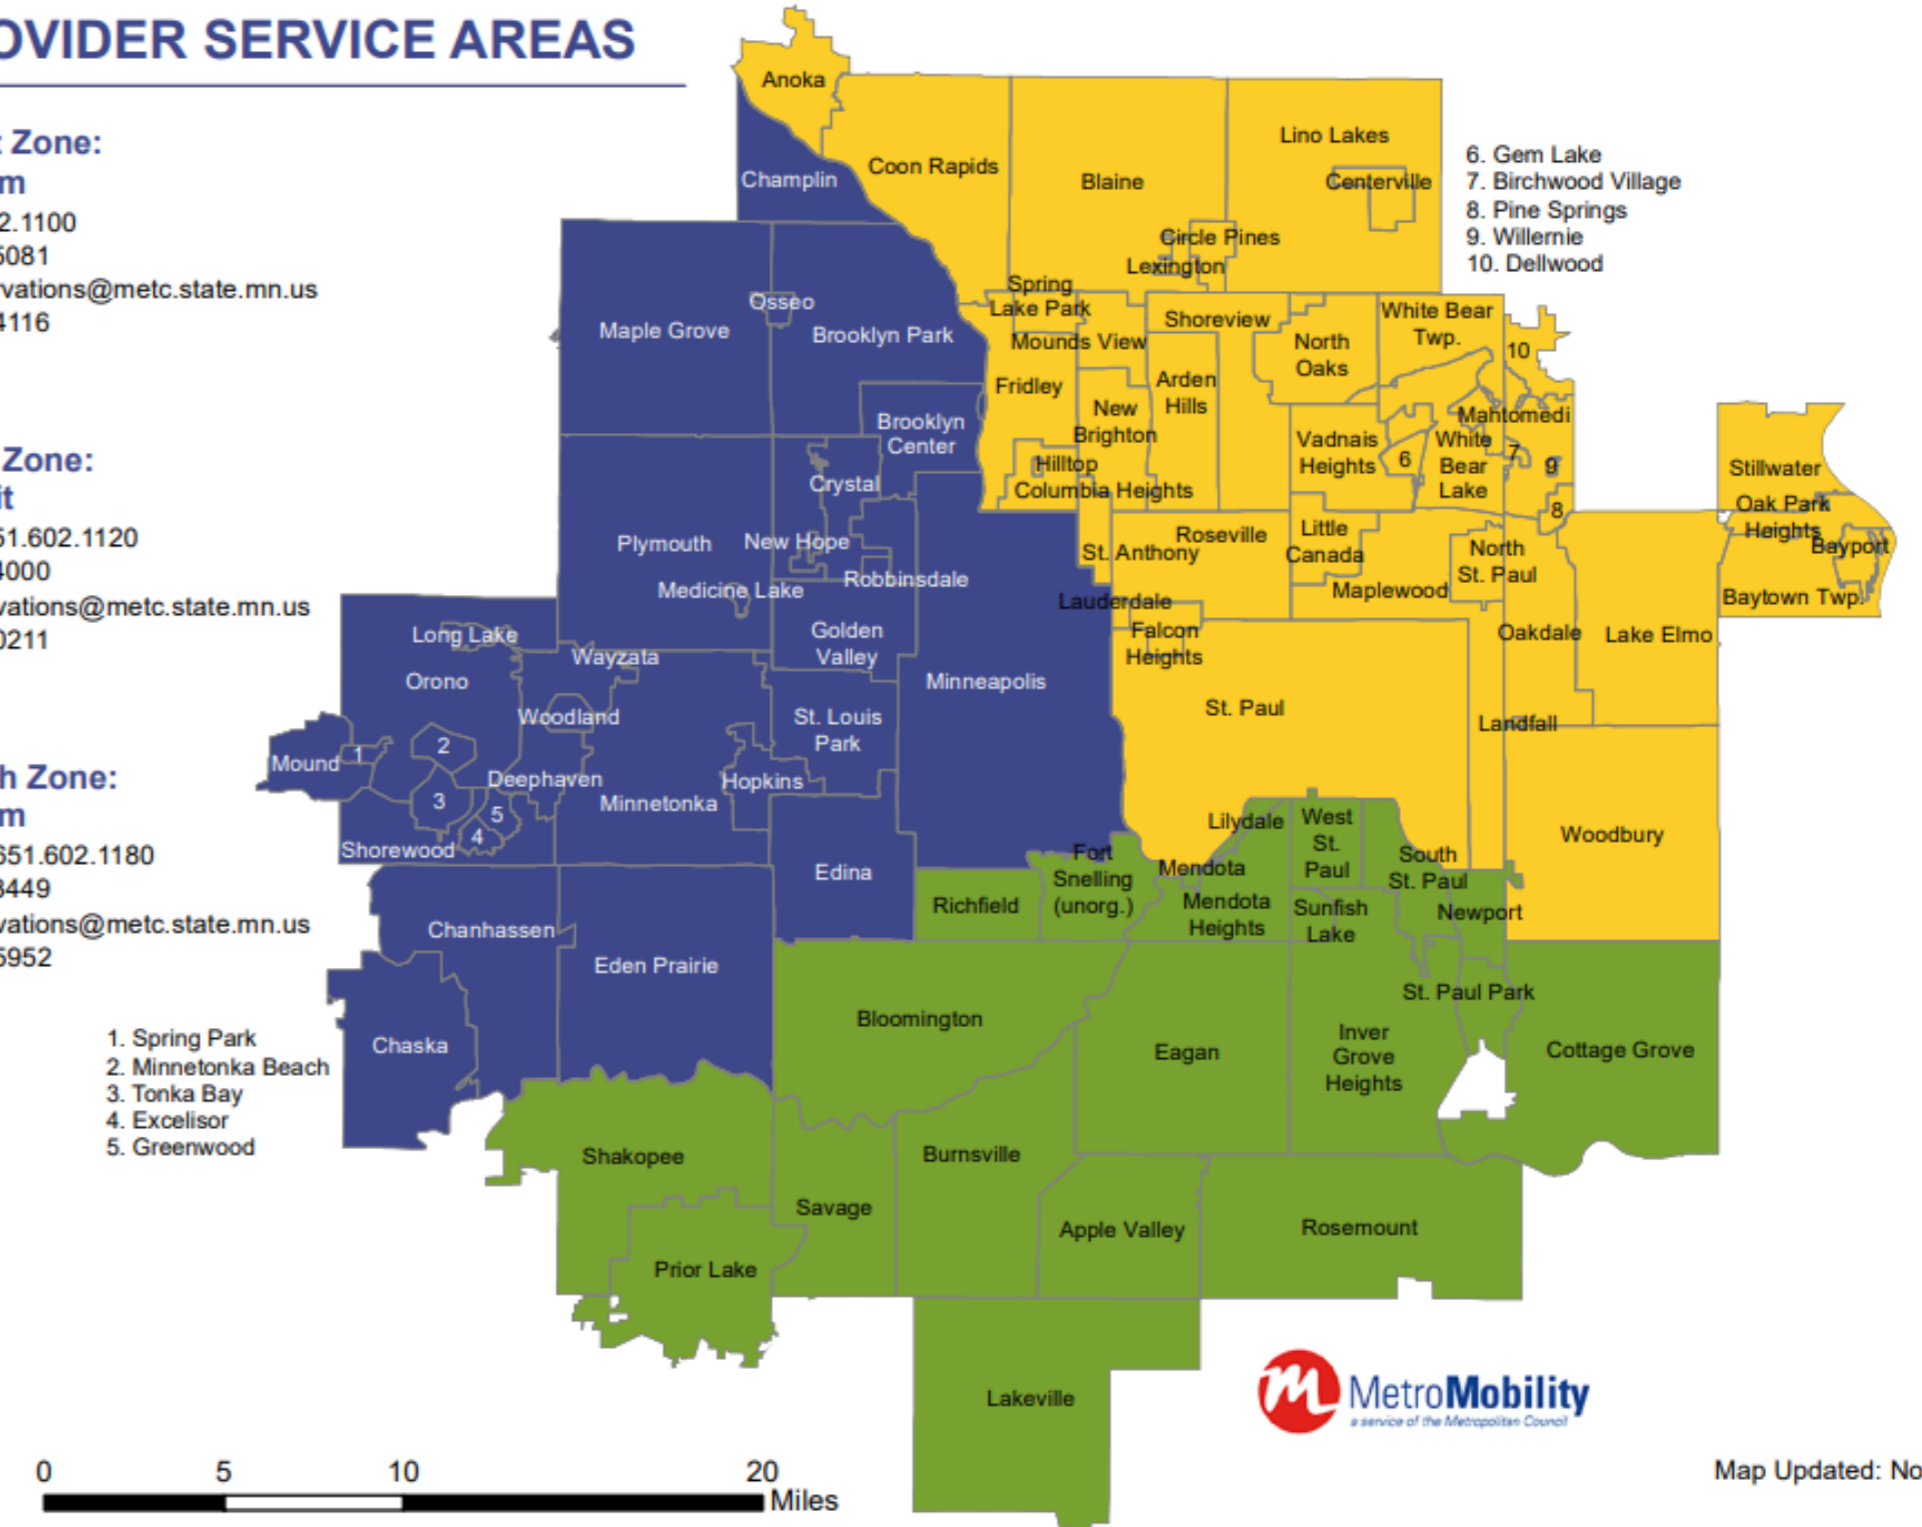 OVIDER SERVICE AREAS
t Zone:
m
2.1100
5081
rvations@metc.state.mn.us
4116
Zone:
it
51.602.1120
4000
vations@metc.state.mn.us
0211
h Zone:
m
651.602.1180
3449
vations@metc.state.mn.us
5952
1. Spring Park
2. Minnetonka Beach
3. Tonka Bay
4. Excelisor
5. Greenwood
6. Gem Lake
7. Birchwood Village
8. Pine Springs
9. Willernie
10. Dellwood
Anoka
Champlin
Coon Rapids
Blaine
Lino Lakes
Centerville
Circle Pines
Lexington
Spring
Lake Park
Maple Grove
Osseo
Brooklyn Park
Mounds View
Shoreview
North
Oaks
White Bear
Twp.
10
Fridley
Arden
Hills
New
Brighton
Brooklyn
Center
Mahtomedi
Vadnais
Heights
6
White
Bear
Lake
7
9
8
Hilltop
Columbia Heights
Crystal
Stillwater
Oak Park
Heights
Bayport
Baytown Twp.
Plymouth
New Hope
Robbinsdale
Medicine Lake
St. Anthony
Roseville
Little
Canada
North
St. Paul
Maplewood
Lauderdale
Falcon
Heights
Oakdale
Lake Elmo
Long Lake
Orono
Wayzata
Golden
Valley
Minneapolis
St. Paul
Landfall
Woodland
St. Louis
Park
Mound
1
2
3
4
5
Deephaven
Minnetonka
Hopkins
Shorewood
Edina
Lilydale
West
St.
Paul
South
St. Paul
Woodbury
Fort
Snelling
(unorg.)
Mendota
Mendota
Heights
Sunfish
Lake
Newport
Richfield
Chanhassen
Eden Prairie
Chaska
Bloomington
Eagan
Inver
Grove
Heights
St. Paul Park
Cottage Grove
Shakopee
Savage
Burnsville
Apple Valley
Rosemount
Prior Lake
Lakeville
m MetroMobility
a service of the Metropolitan Council
0 5 10 20
Miles
Map Updated: No